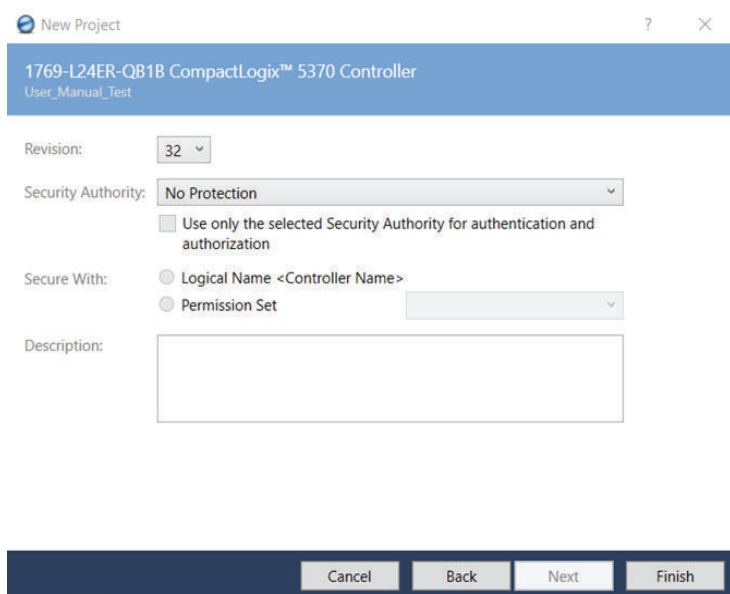 New Project
?
1769-L24ER-QB1B CompactLogix™ 5370 Controller
User_Manual_Test
Revision: 32
Security Authority: No Protection
Use only the selected Security Authority for authentication and
authorization
Secure With: Logical Name <Controller Name>
Permission Set
Description:
Cancel Back Next Finish